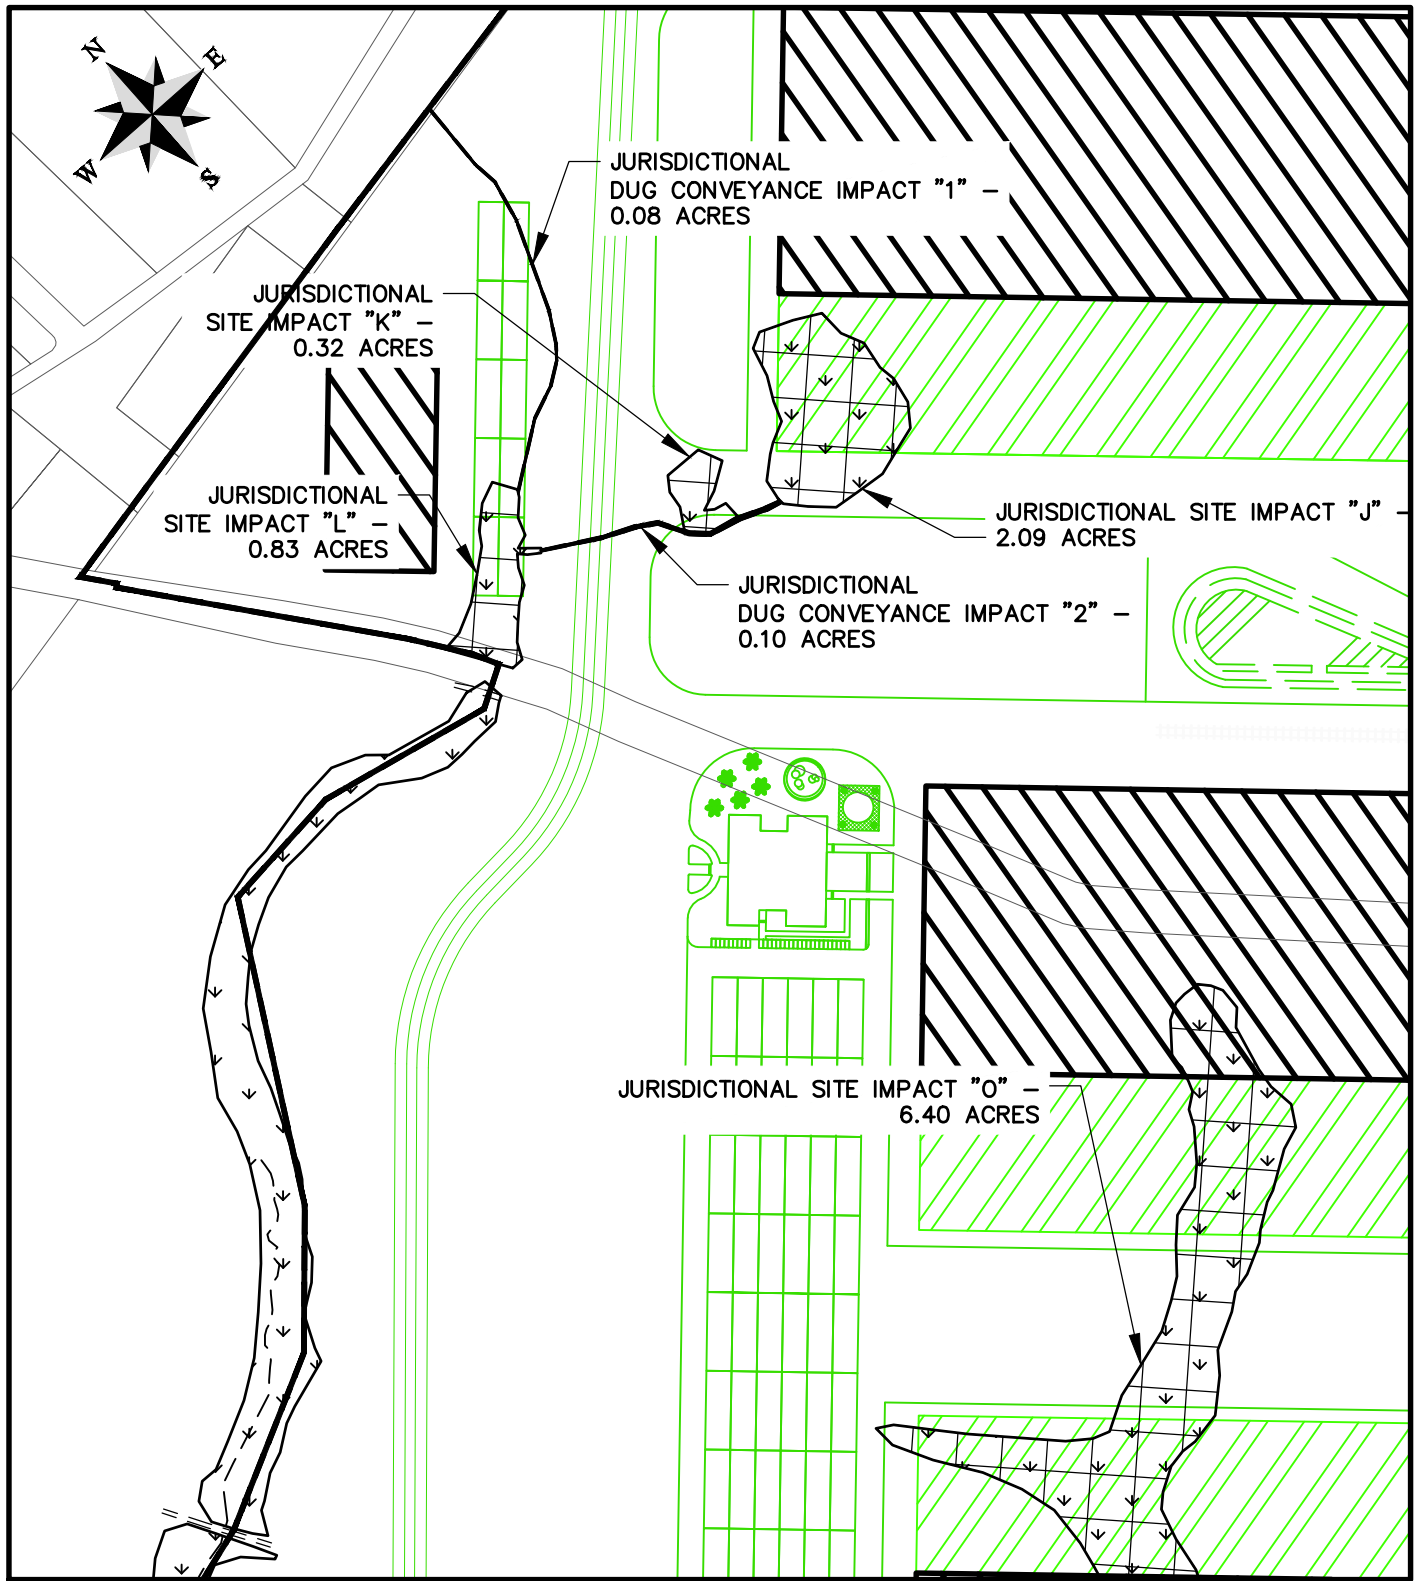 N
E
W
S
JURISDICTIONAL
DUG CONVEYANCE IMPACT "1" –
0.08 ACRES
JURISDICTIONAL
SITE IMPACT "K" –
0.32 ACRES
JURISDICTIONAL
SITE IMPACT "L" –
0.83 ACRES
JURISDICTIONAL SITE IMPACT "J" –
2.09 ACRES
JURISDICTIONAL
DUG CONVEYANCE IMPACT "2" –
0.10 ACRES
JURISDICTIONAL SITE IMPACT "O" –
6.40 ACRES